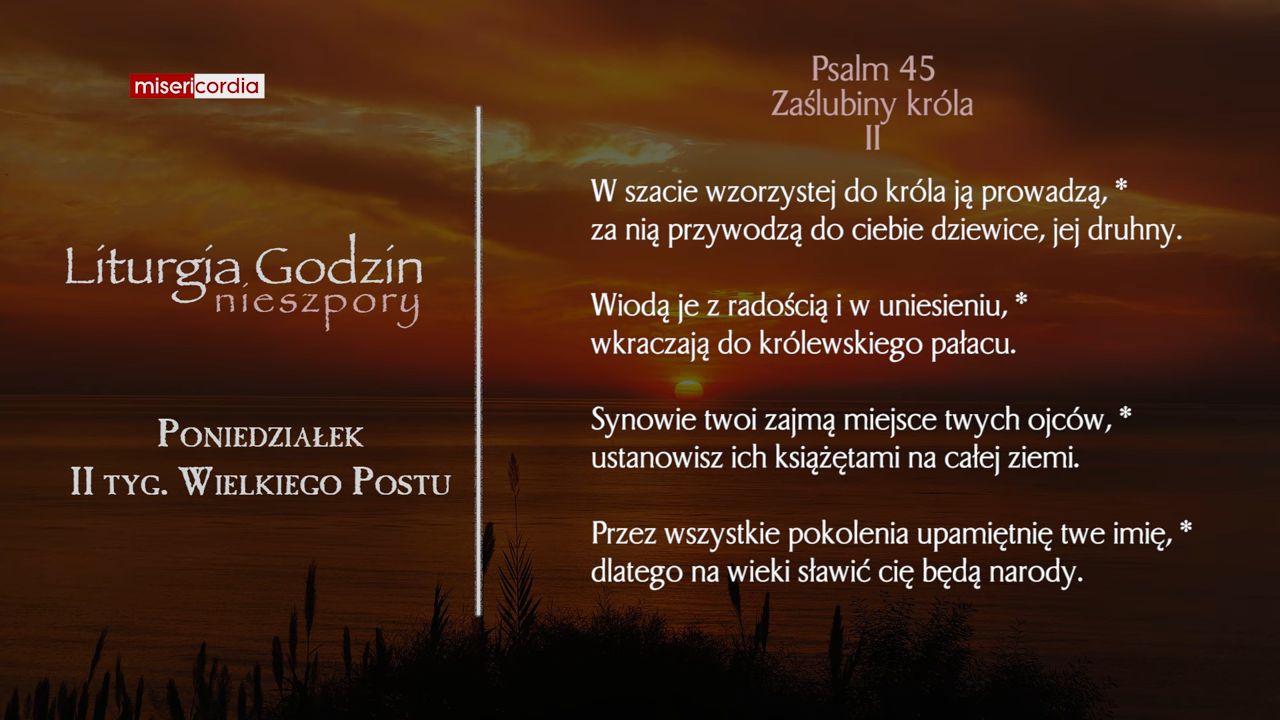 misericordia
Liturgia Godzin
nieszpory
Poniedziałek
II tyg. Wielkiego Postu
Psalm 45
Zaślubiny króla
II
W szacie wzorzystej do króla ją prowadzą, *
za nią przywodzą do ciebie dziewice, jej druhny.
Wiodą je z radością i w uniesieniu, *
wkraczają do królewskiego pałacu.
Synowie twoi zajmą miejsce twych ojców, *
ustanowisz ich książętami na całej ziemi.
Przez wszystkie pokolenia upamiętnię twe imię, *
dlatego na wieki sławić cię będą narody.